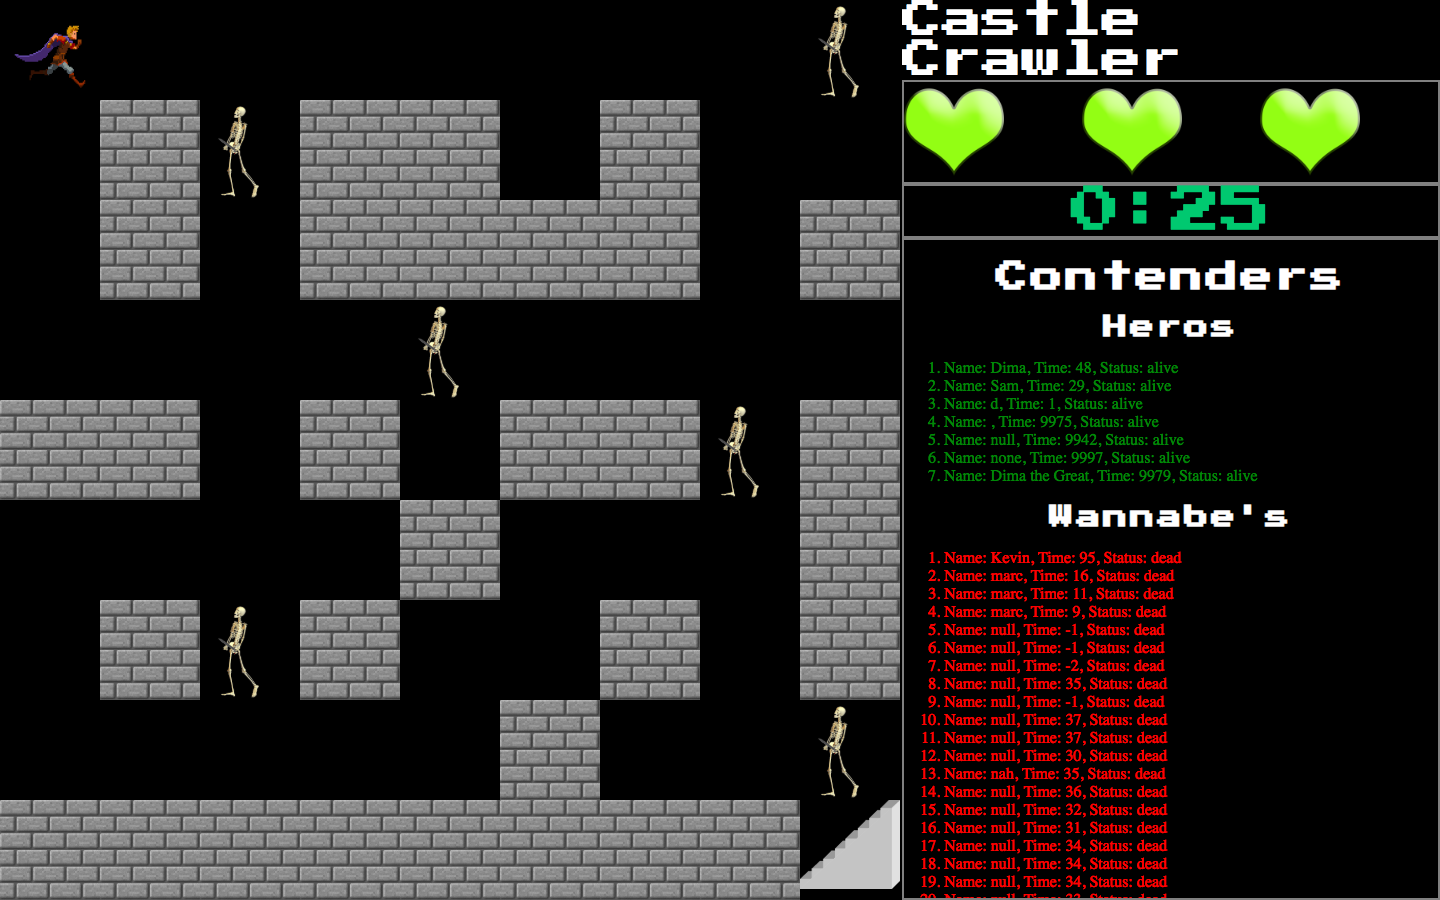 Castle
Crawler
0:25
Contenders
Heros
1. Name: Dima, Time: 48, Status: alive
2. Name: Sam, Time: 29, Status: alive
3. Name: d, Time: 1, Status: alive
4. Name: , Time: 9975, Status: alive
5. Name: null, Time: 9942, Status: alive
6. Name: none, Time: 9997, Status: alive
7. Name: Dima the Great, Time: 9979, Status: alive
Wannabe's
1. Name: Kevin, Time: 95, Status: dead
2. Name: marc, Time: 16, Status: dead
3. Name: marc, Time: 11, Status: dead
4. Name: marc, Time: 9, Status: dead
5. Name: null, Time: -1, Status: dead
6. Name: null, Time: -1, Status: dead
7. Name: null, Time: -2, Status: dead
8. Name: null, Time: 35, Status: dead
9. Name: null, Time: -1, Status: dead
10. Name: null, Time: 37, Status: dead
11. Name: null, Time: 37, Status: dead
12. Name: null, Time: 30, Status: dead
13. Name: nah, Time: 35, Status: dead
14. Name: null, Time: 36, Status: dead
15. Name: null, Time: 32, Status: dead
16. Name: null, Time: 31, Status: dead
17. Name: null, Time: 34, Status: dead
18. Name: null, Time: 34, Status: dead
19. Name: null, Time: 34, Status: dead